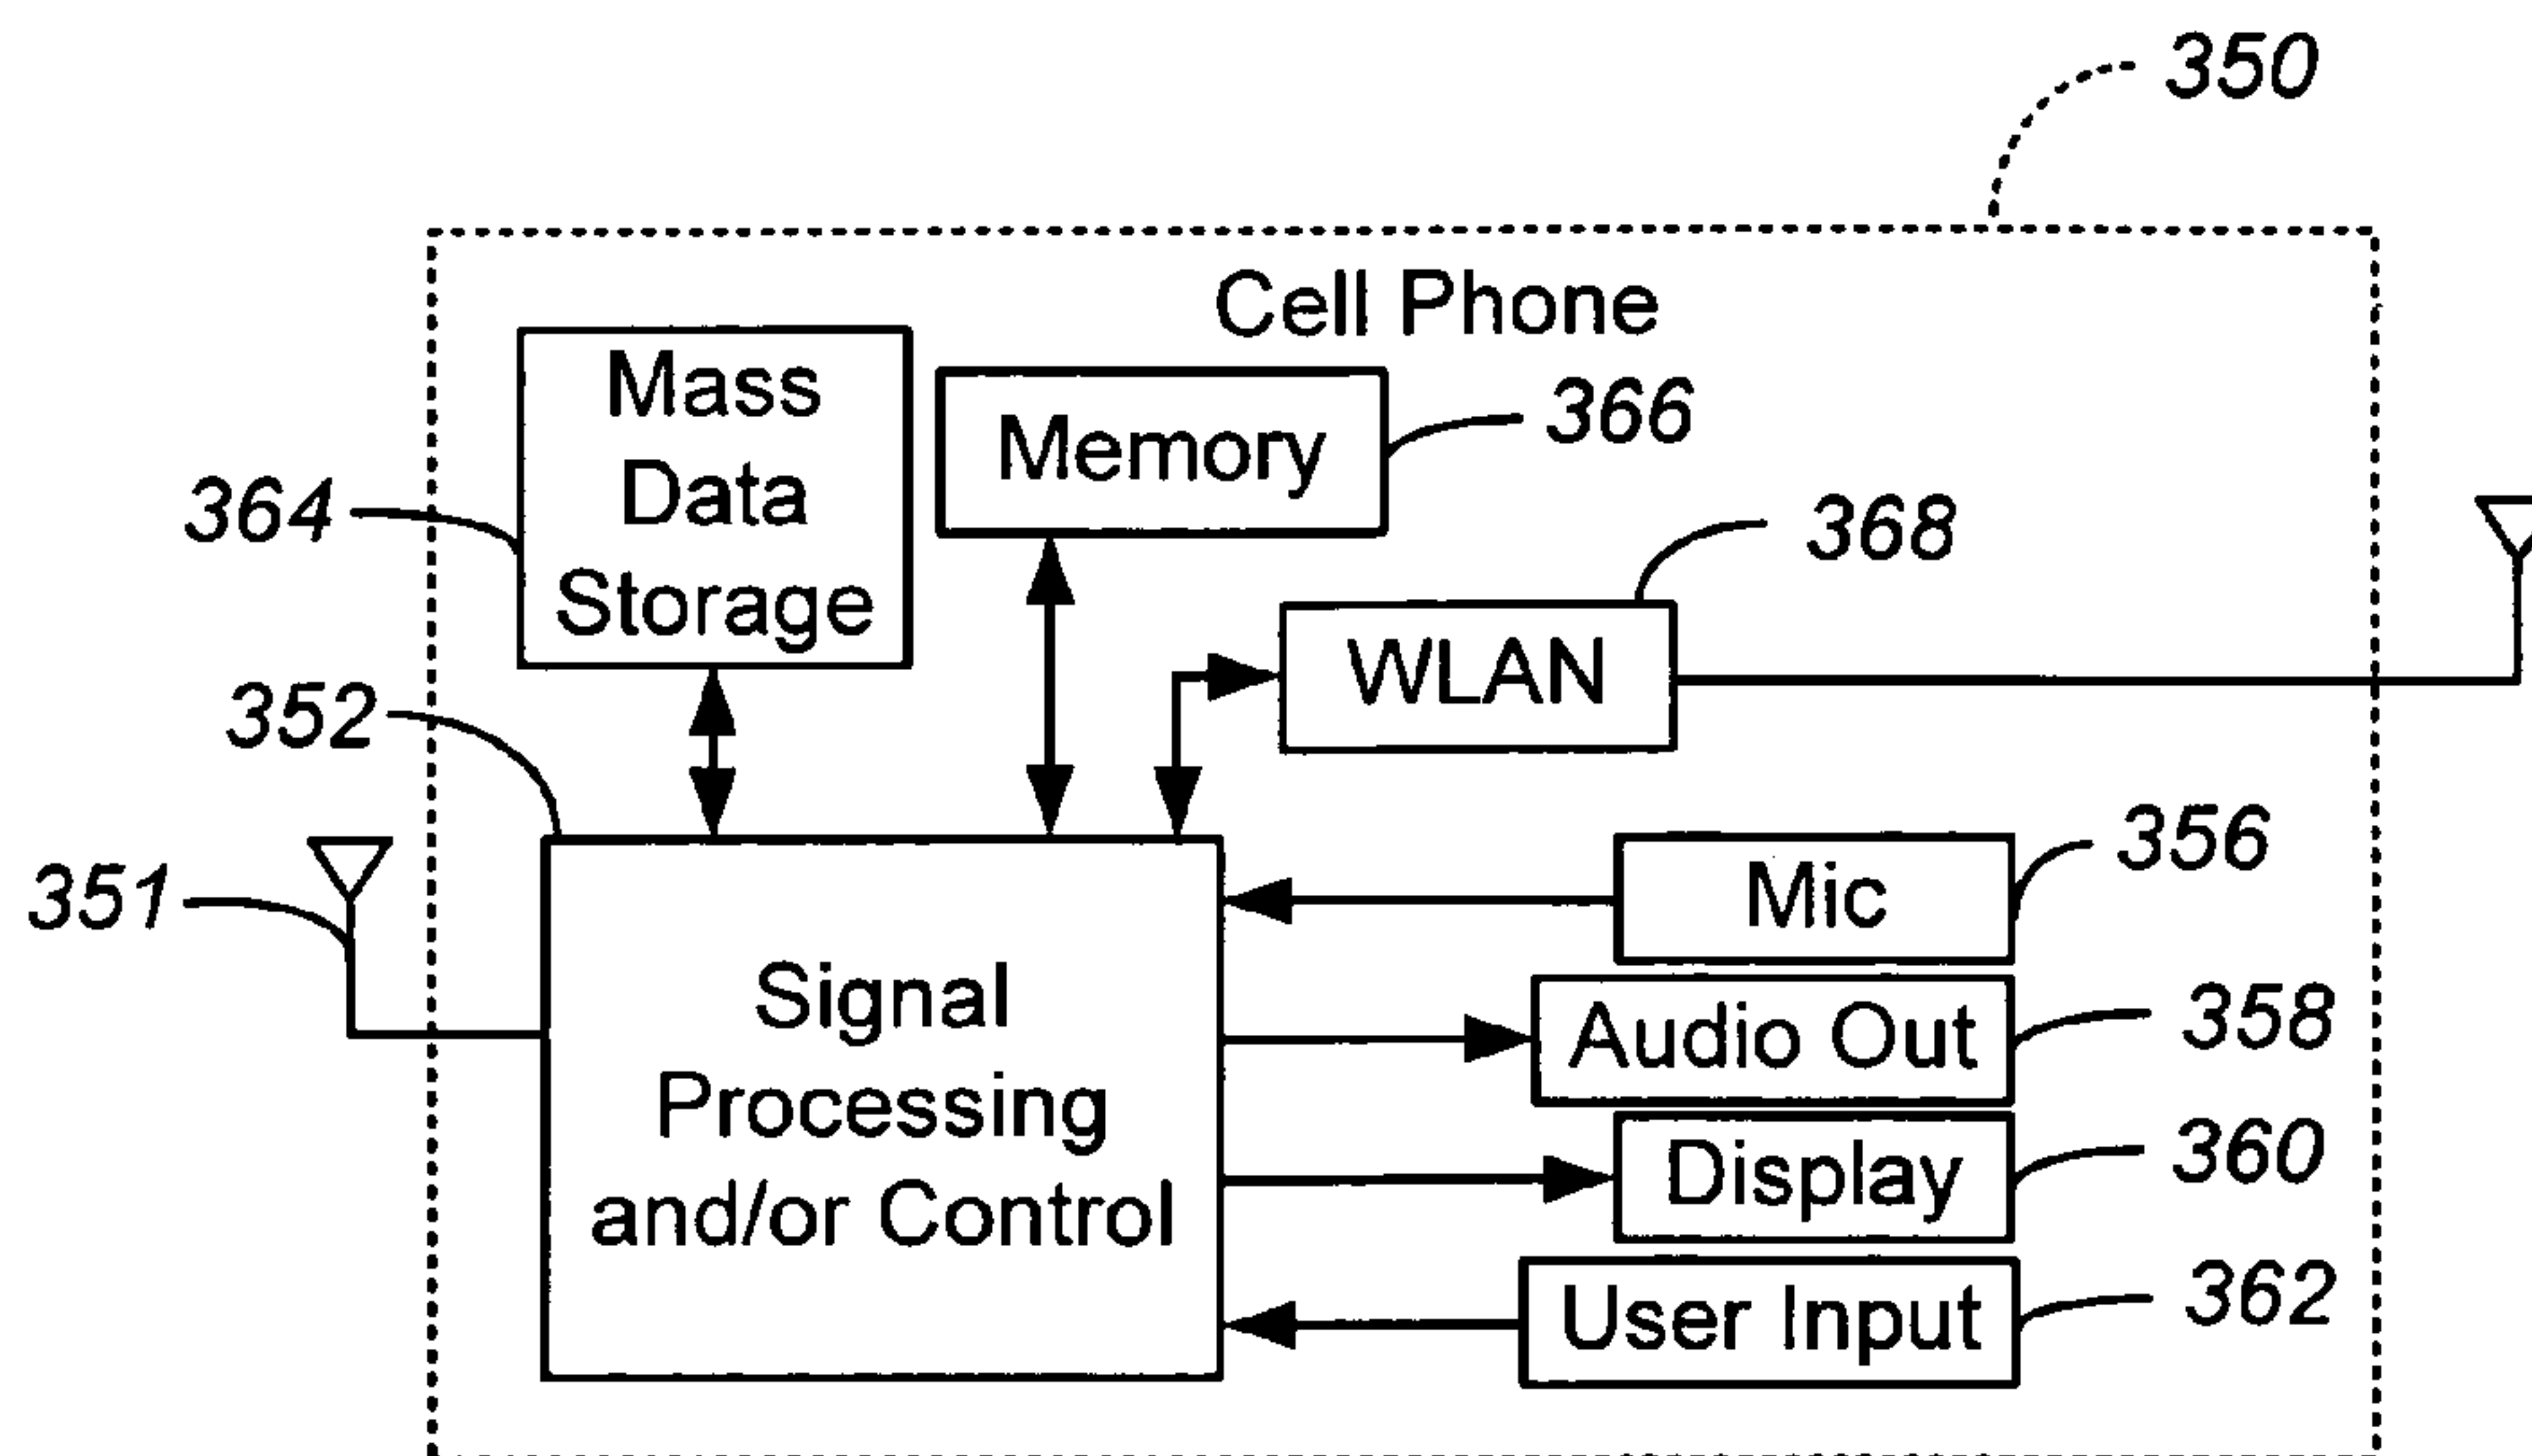 350
Cell Phone
Mass
Data
Storage
364
Memory
366
368
WLAN
352
351
Mic
356
Signal
Processing
and/or Control
Audio Out
358
Display
360
User Input
362